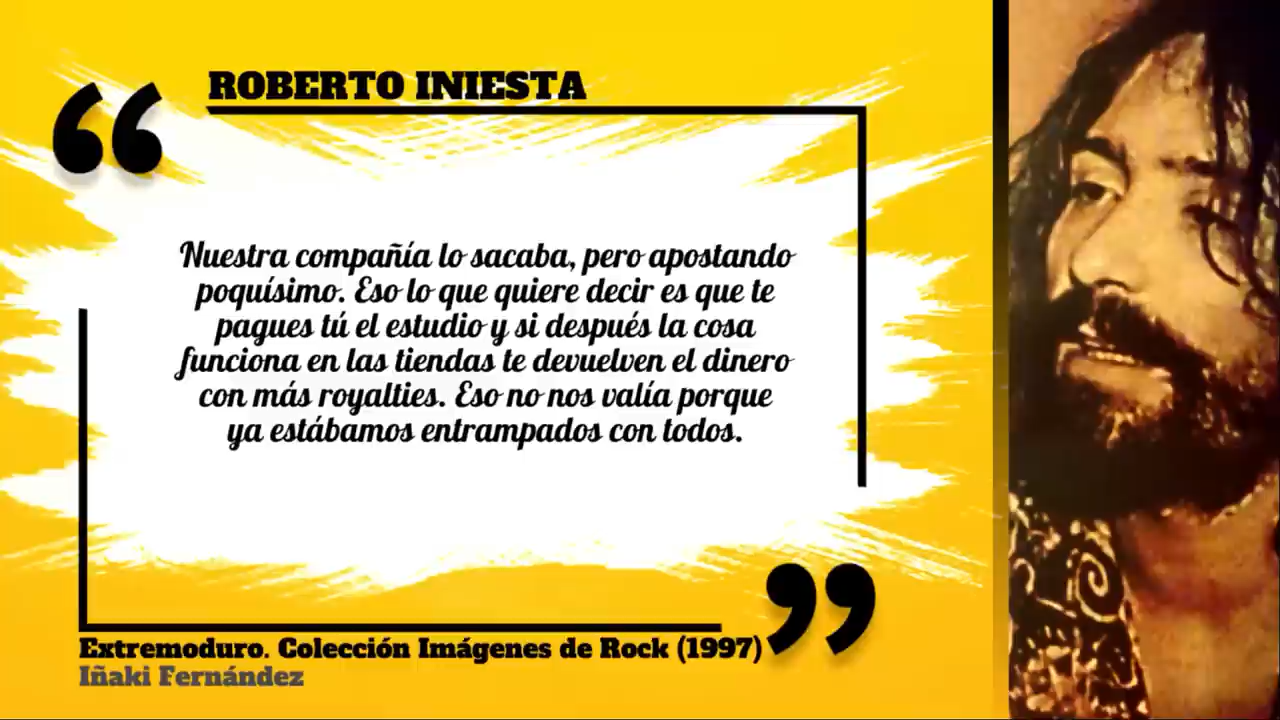 ROBERTO INIESTA
“
Nuestra compañía lo sacaba, pero apostando
poquísimo. Eso lo que quiere decir es que te
pagues tú el estudio y si después la cosa
funciona en las tiendas te devuelven el dinero
con más royalties. Eso no nos valía porque
ya estábamos entrampados con todos.
”
Extremoduro. Colección Imágenes de Rock (1997)
Iñaki Fernández